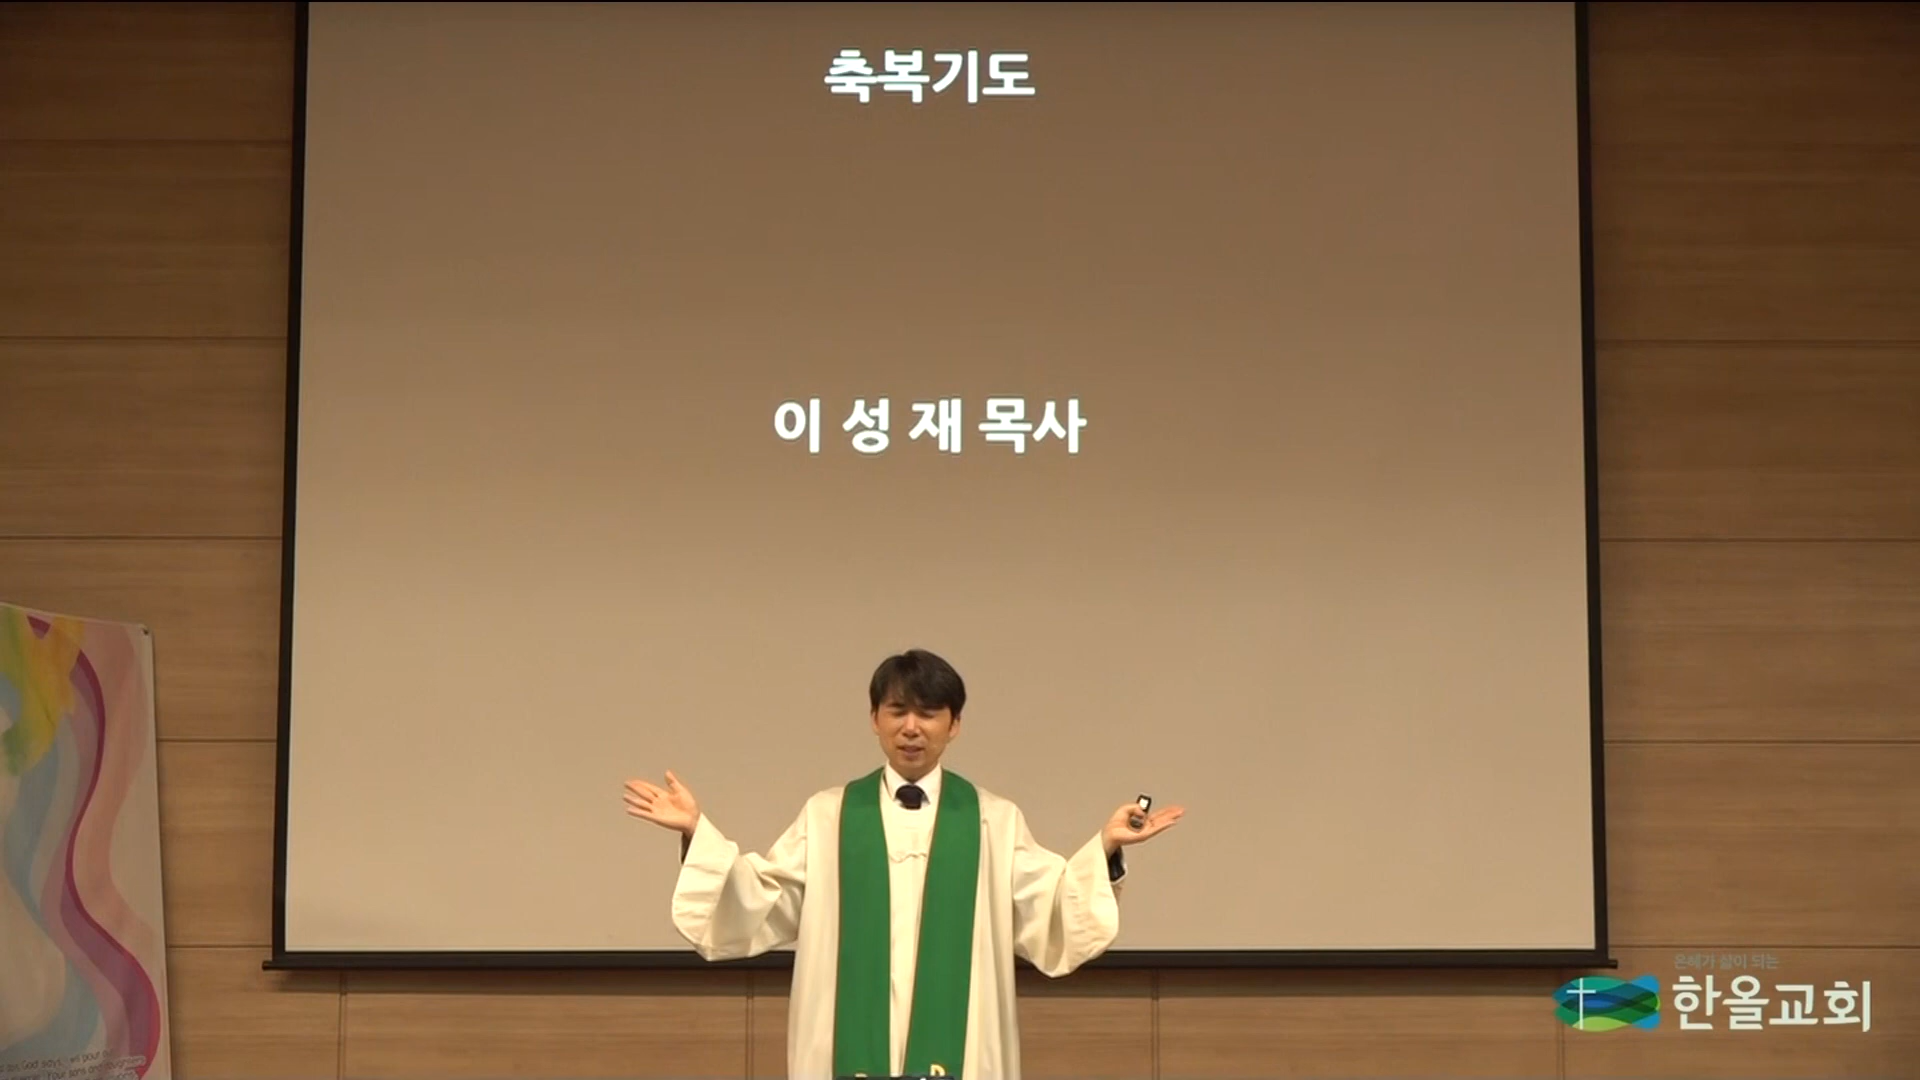 축복기도
이 성 재 목사
은혜가 삶이 되는
한올교회